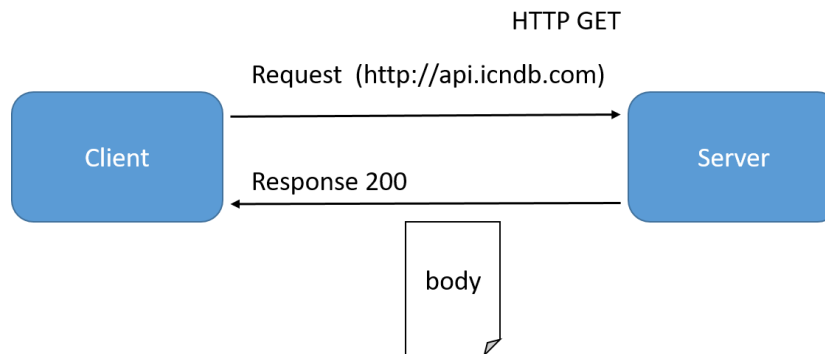 HTTP GET
Request  (http://api.icndb.com)
Client
Server
Response 200
body